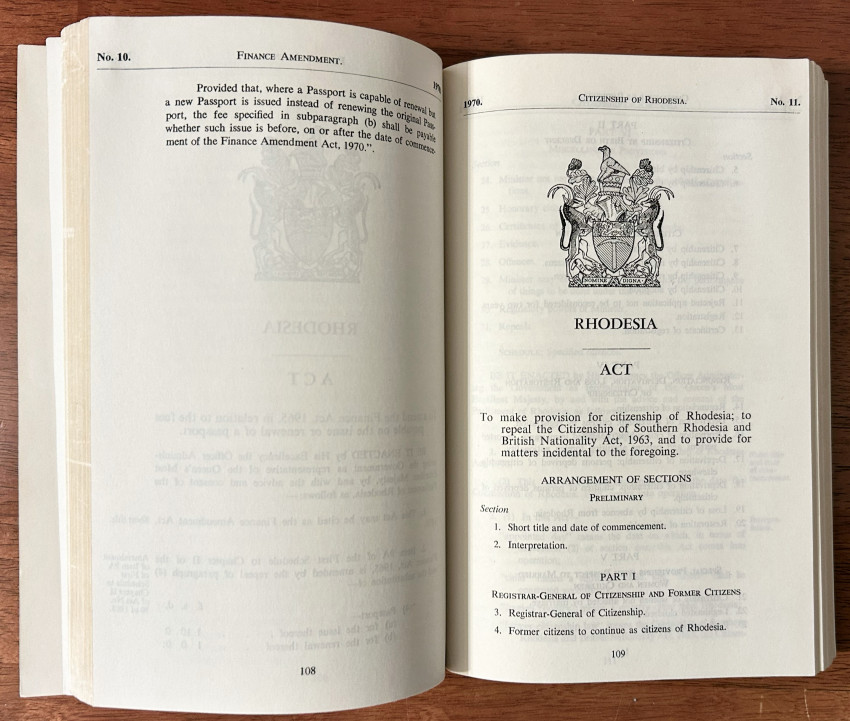 No. 10.
FINANCE AMENDMENT.
Provided that, where a Passport is capable of renewal but
a new Passport is issued instead of renewing the original Pass-
port, the fee specified in subparagraph (b) shall be payable
whether such issue is before, on or after the date of commence-
ment of the Finance Amendment Act, 1970.".
108
1970.
CITIZENSHIP OF RHODESIA.
No. 11.
NOMINE DIGNA
RHODESIA
ACT
To make provision for citizenship of Rhodesia; to
repeal the Citizenship of Southern Rhodesia and
British Nationality Act, 1963, and to provide for
matters incidental to the foregoing.
ARRANGEMENT OF SECTIONS
PRELIMINARY
Section
1. Short title and date of commencement.
2. Interpretation.
PART I
REGISTRAR-GENERAL OF CITIZENSHIP AND FORMER CITIZENS
3. Registrar-General of Citizenship.
4. Former citizens to continue as citizens of Rhodesia.
109